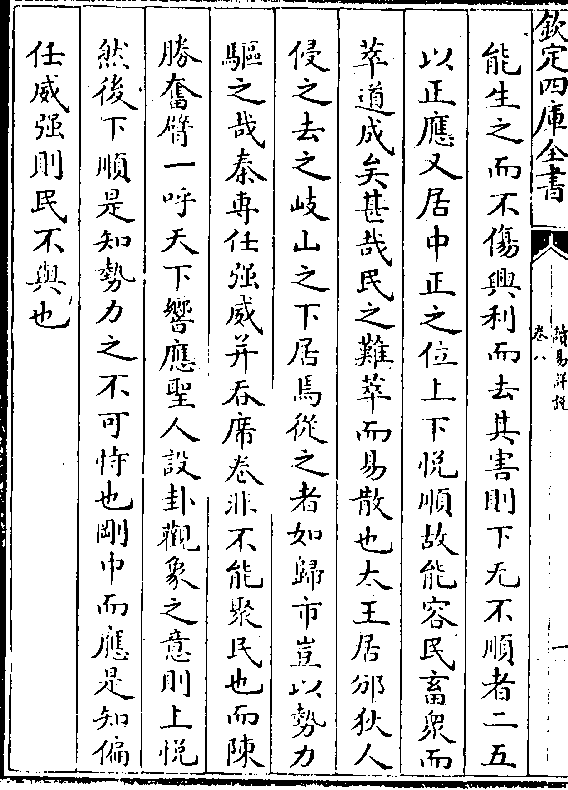 欽定四庫全書
卷八
讀易詳說
一
能生之而不傷興利而去其害則下无不順者二五
以正應又居中正之位上下悅順故能容民畜衆而
萃道成矣甚哉民之難萃而易散也太王居邠狄人
侵之去之岐山之下居焉從之者如歸市豈以勢力
驅之哉秦専任强威并吞席卷非不能聚民也而陳
勝奮臂一呼天下響應聖人設卦觀象之意則上悅
然後下順是知勢力之不可恃也剛中而應是知偏
任威强則民不與也